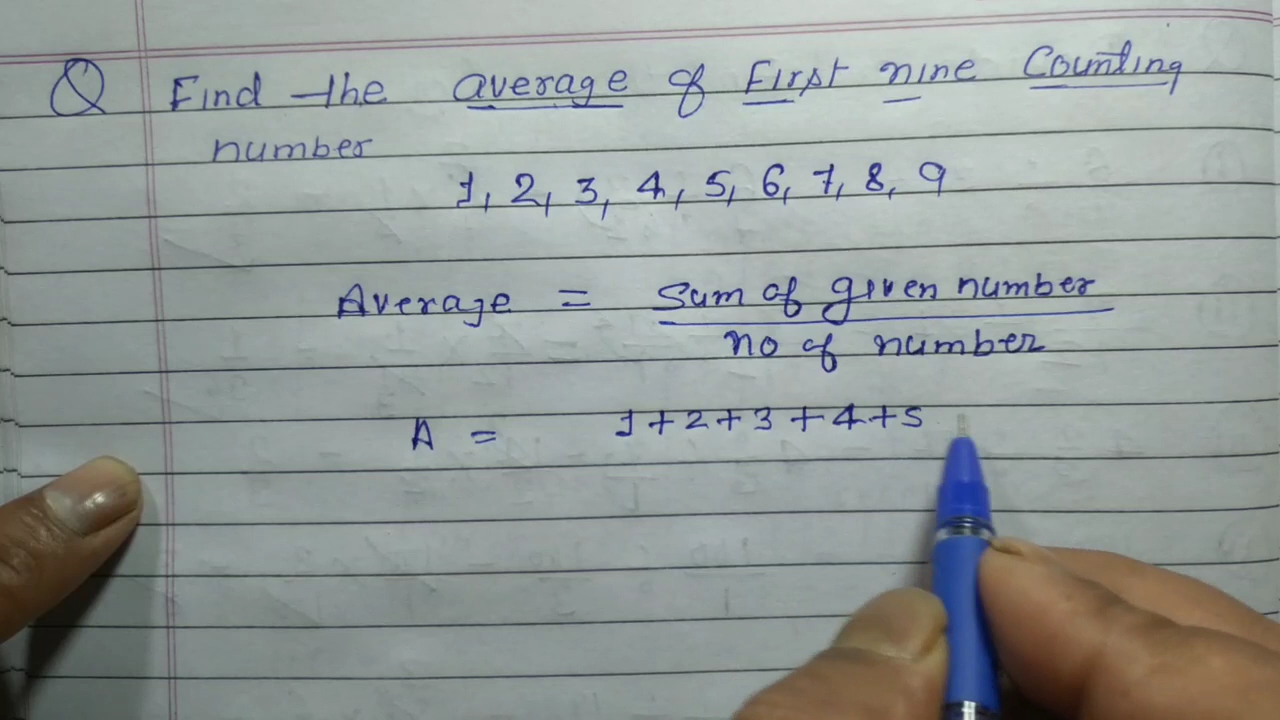 Q Find the average of First nine Counting
number
1, 2, 3, 4, 5, 6, 7, 8, 9
Average = Sum of given number
no of number
A = 1+2+3+4+5